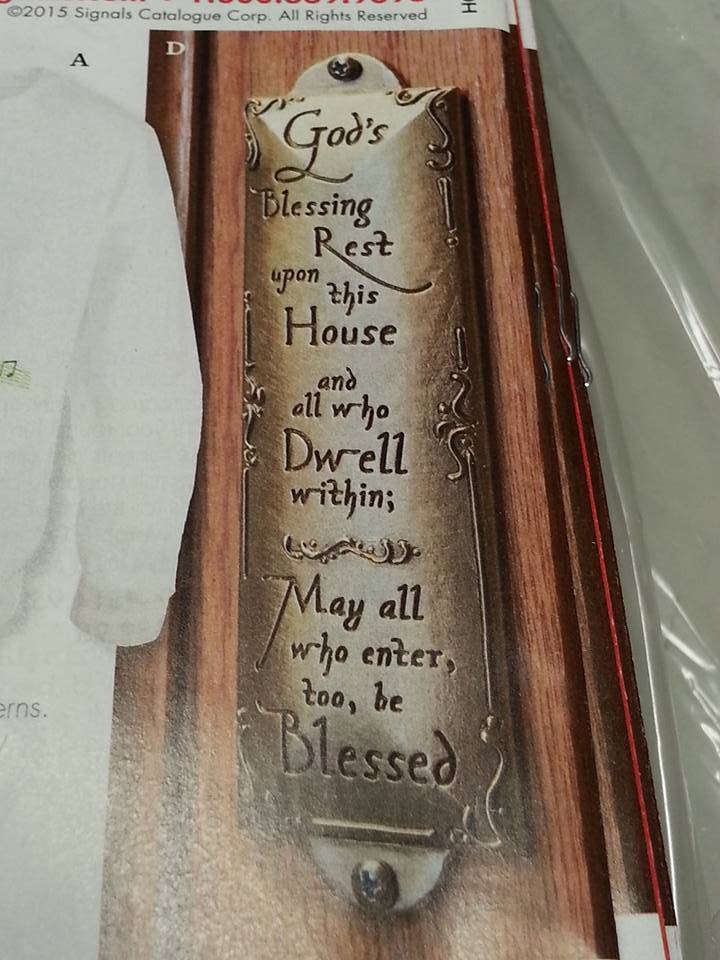 ©2015 Signals Catalogue Corp. All Rights Reserved
A
D
God's
Blessing
Rest
upon
this
House
and
all who
Dwell
within;
May all
who enter,
too, be
Blessed
erns.